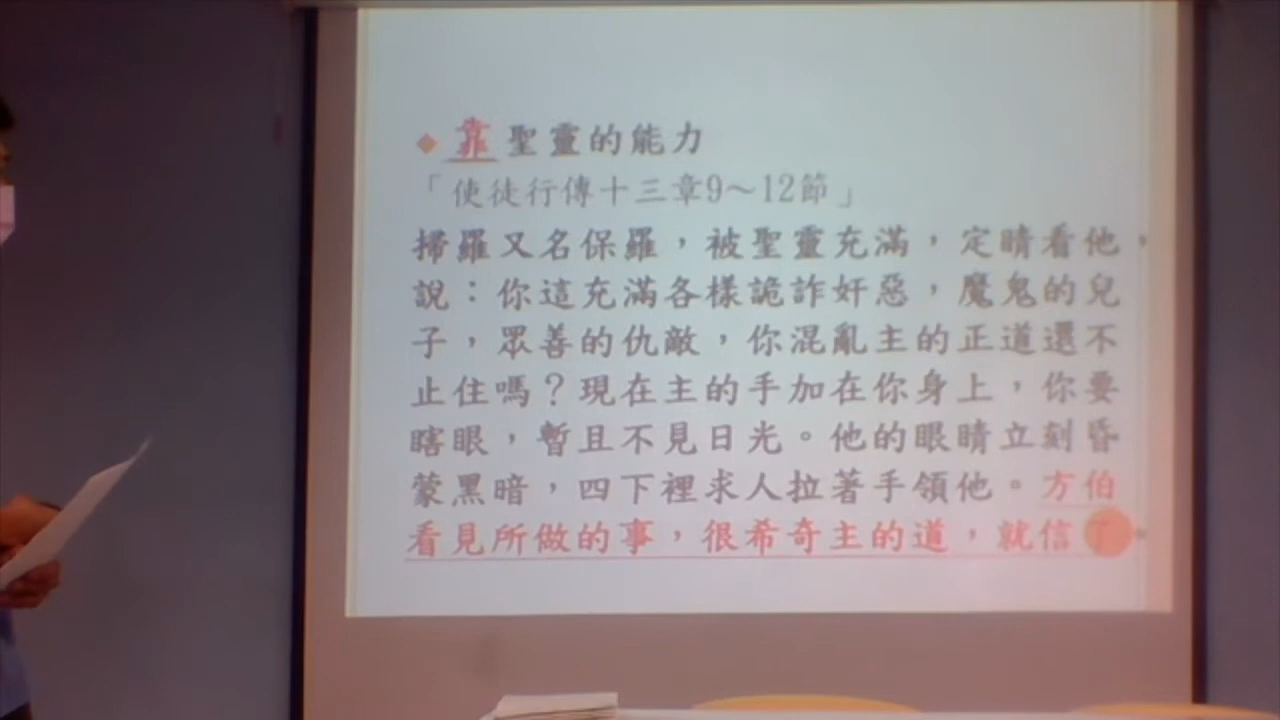 ◆靠聖靈的能力
「使徒行傳十三章9～12節」
掃羅又名保羅，被聖靈充滿，定睛看他，
說：你這充滿各樣詭詐奸惡，魔鬼的兒
子，眾善的仇敵，你混亂主的正道還不
止住嗎？現在主的手加在你身上，你要
瞎眼，暫且不見日光。他的眼睛立刻昏
蒙黑暗，四下裡求人拉著手領他。方伯
看見所做的事，很希奇主的道，就信了。